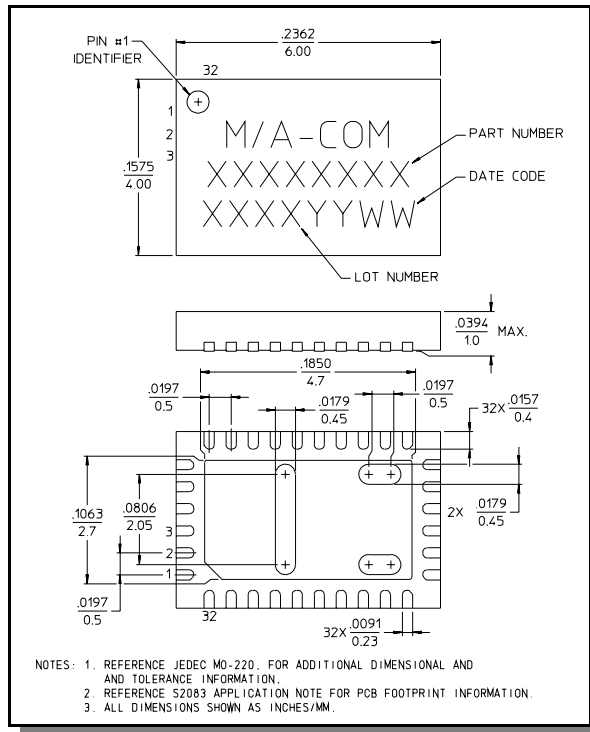 PIN #1
IDENTIFIER
.2362
6.00
32
1
2
3
M/A-COM
XXXXXXXX
XXXXYYWW
PART NUMBER
DATE CODE
LOT NUMBER
.1575
4.00
.0394
1.0
MAX.
.1850
4.7
.0197
0.5
.0179
0.45
.0197
0.5
32X .0157
0.4
.1063
2.7
.0806
2.05
3
2
1
2X .0179
0.45
.0197
0.5
32
32X .0091
0.23
NOTES: 1. REFERENCE JEDEC MO-220, FOR ADDITIONAL DIMENSIONAL AND
AND TOLERANCE INFORMATION.
2. REFERENCE S2083 APPLICATION NOTE FOR PCB FOOTPRINT INFORMATION.
3. ALL DIMENSIONS SHOWN AS INCHES/MM.